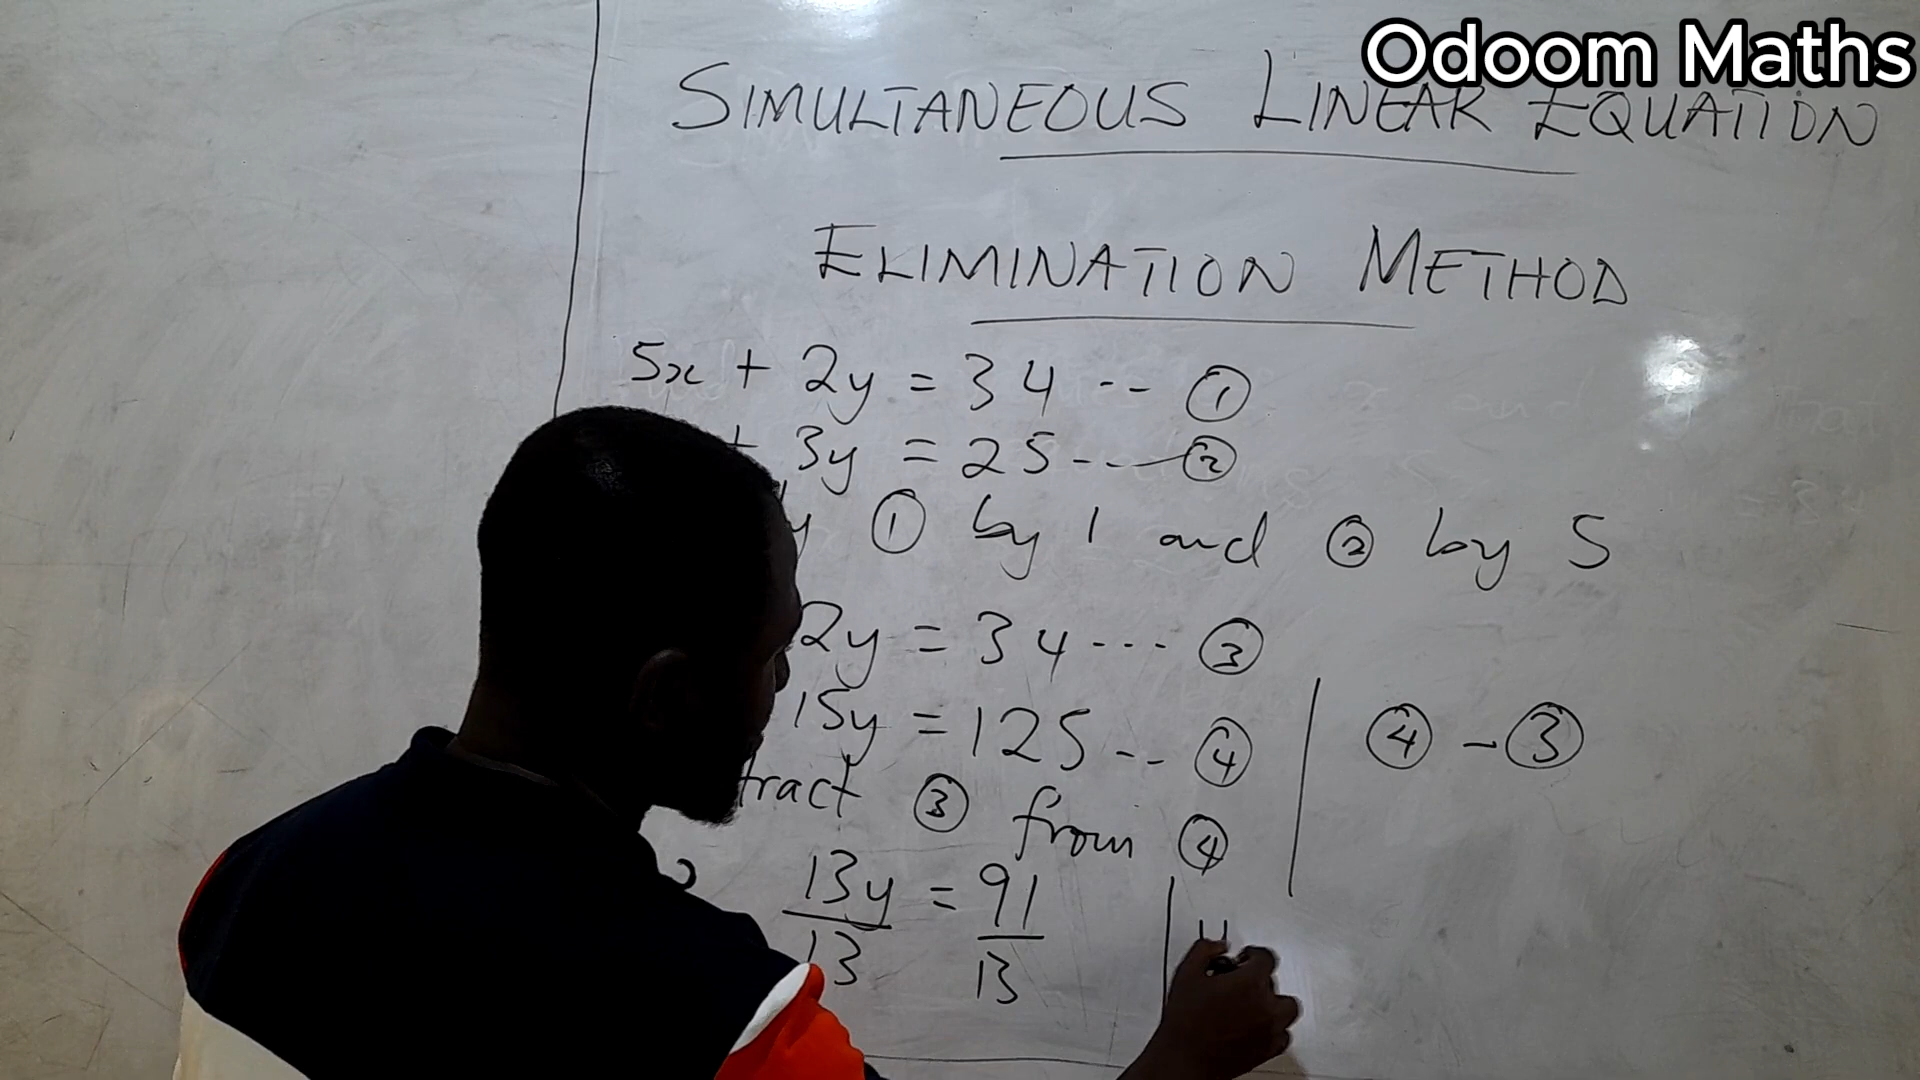 Odoom Maths
SIMULTANEOUS LINEAR EQUATION
ELIMINATION METHOD
5x + 2y = 34 -- ①
+ 3y = 25 --- ②
y ① by 1 and ② by 5
2y = 34 --- ③
15y = 125 -- ④ | ④ - ③
tract ③ from ④
13y = 91
13 13